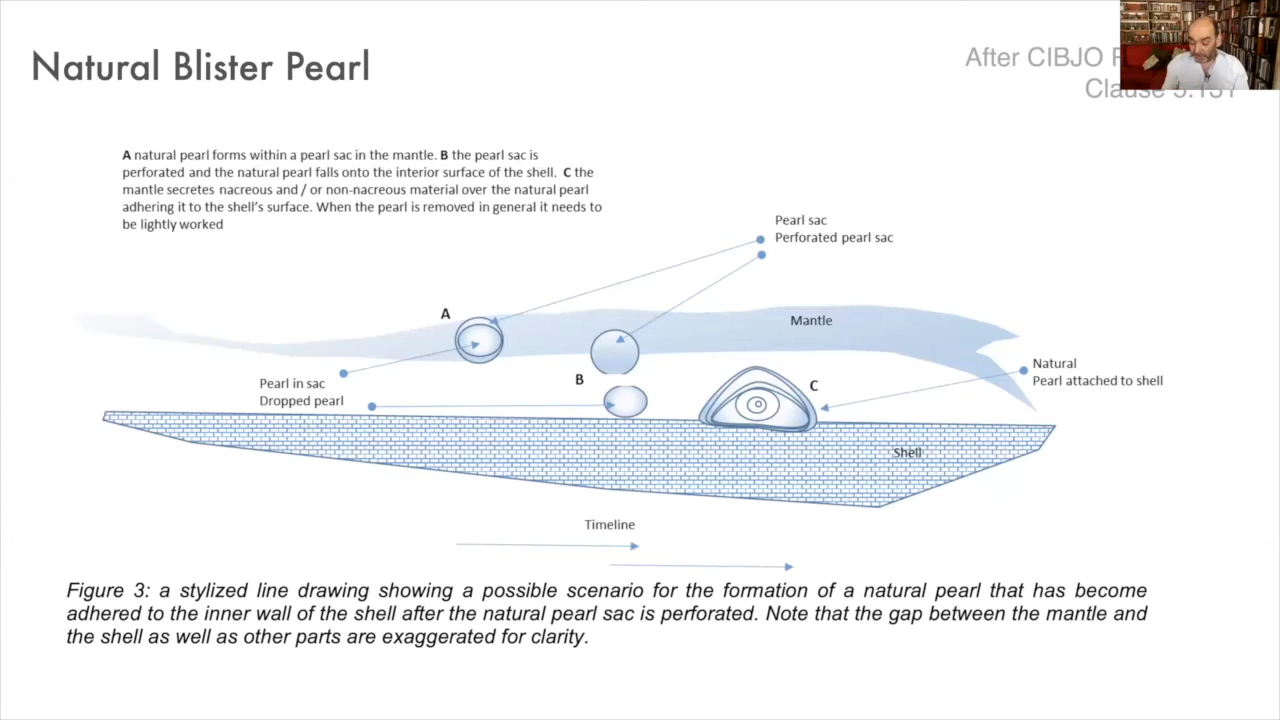 Natural Blister Pearl
After CIBJO
Clause
A natural pearl forms within a pearl sac in the mantle. B the pearl sac is
perforated and the natural pearl falls onto the interior surface of the shell. C the
mantle secretes nacreous and / or non-nacreous material over the natural pearl
adhering it to the shell's surface. When the pearl is removed in general it needs to
be lightly worked
Pearl sac
Perforated pearl sac
A
Mantle
B
C
Natural
Pearl attached to shell
Pearl in sac
Dropped pearl
Shell
Timeline
Figure 3: a stylized line drawing showing a possible scenario for the formation of a natural pearl that has become
adhered to the inner wall of the shell after the natural pearl sac is perforated. Note that the gap between the mantle and
the shell as well as other parts are exaggerated for clarity.